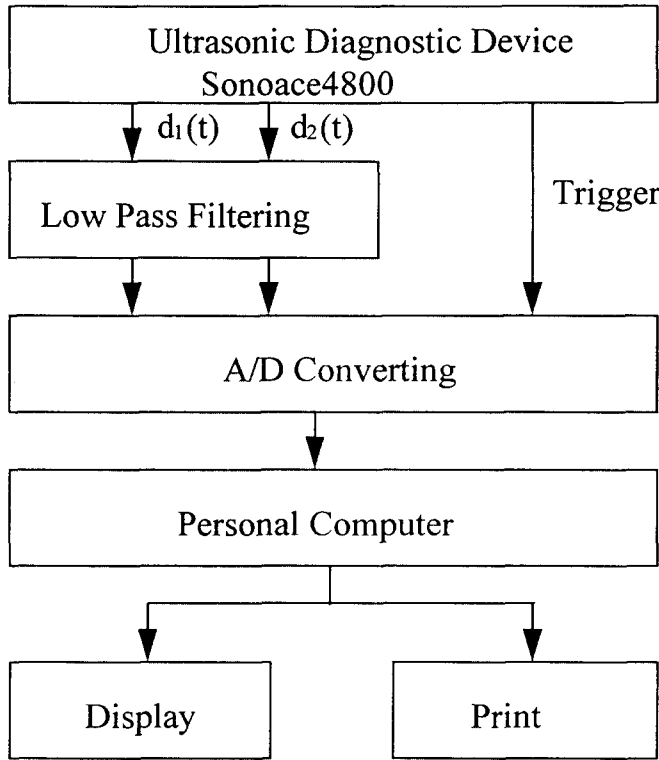 Ultrasonic Diagnostic Device
Sonoace4800
d₁(t) d₂(t)
Trigger
Low Pass Filtering
A/D Converting
Personal Computer
Display Print